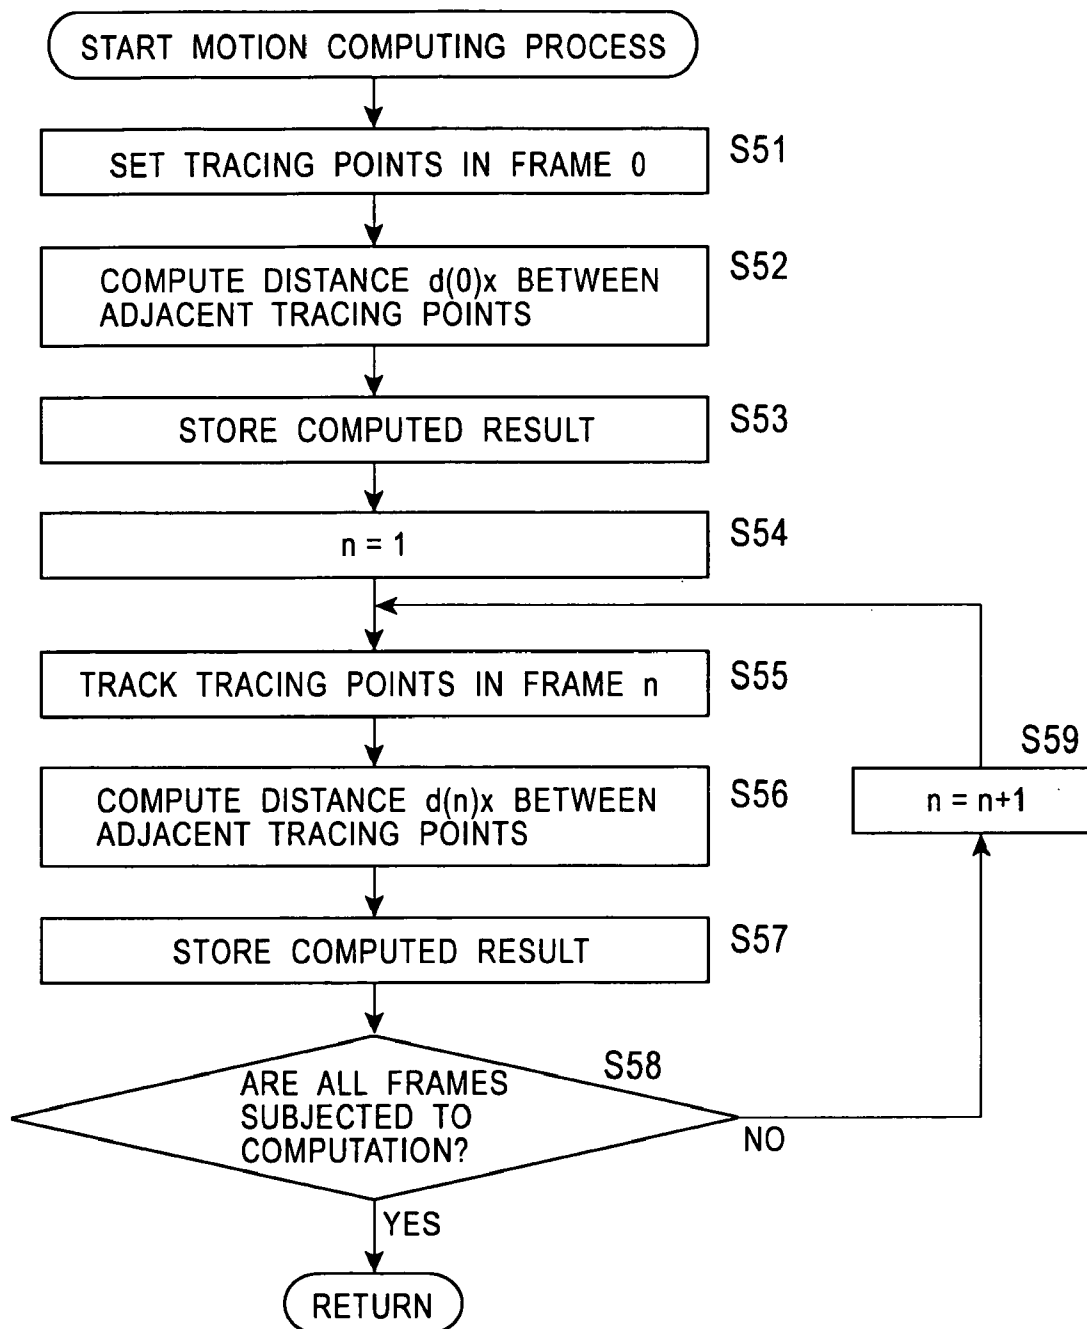 START MOTION COMPUTING PROCESS
SET TRACING POINTS IN FRAME 0
S51
COMPUTE DISTANCE d(0)x BETWEEN
ADJACENT TRACING POINTS
S52
STORE COMPUTED RESULT
S53
n = 1
S54
TRACK TRACING POINTS IN FRAME n
S55
COMPUTE DISTANCE d(n)x BETWEEN
ADJACENT TRACING POINTS
S56
S59
n = n+1
STORE COMPUTED RESULT
S57
ARE ALL FRAMES
SUBJECTED TO
COMPUTATION?
S58
NO
YES
RETURN